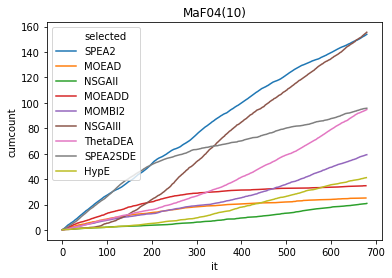 MaF04(10)
selected
SPEA2
MOEAD
NSGAII
MOEADD
MOMBI2
NSGAIII
ThetaDEA
SPEA2SDE
HypE
cumcount
160
140
120
100
80
60
40
20
0
0 100 200 300 400 500 600 700
it